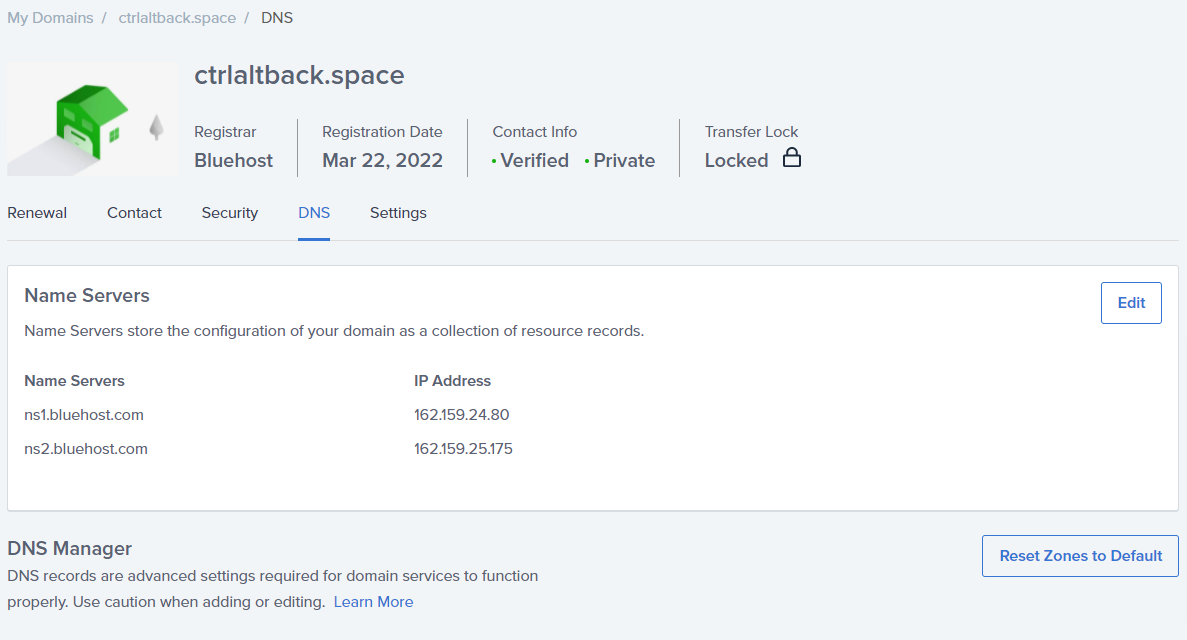 My Domains / ctrlaltback.space / DNS
ctrlaltback.space
Registrar
Bluehost
Registration Date
Mar 22, 2022
Contact Info
Verified Private
Transfer Lock
Locked
Renewal Contact Security DNS Settings
Name Servers
Edit
Name Servers store the configuration of your domain as a collection of resource records.
Name Servers IP Address
ns1.bluehost.com 162.159.24.80
ns2.bluehost.com 162.159.25.175
DNS Manager
Reset Zones to Default
DNS records are advanced settings required for domain services to function
properly. Use caution when adding or editing. Learn More